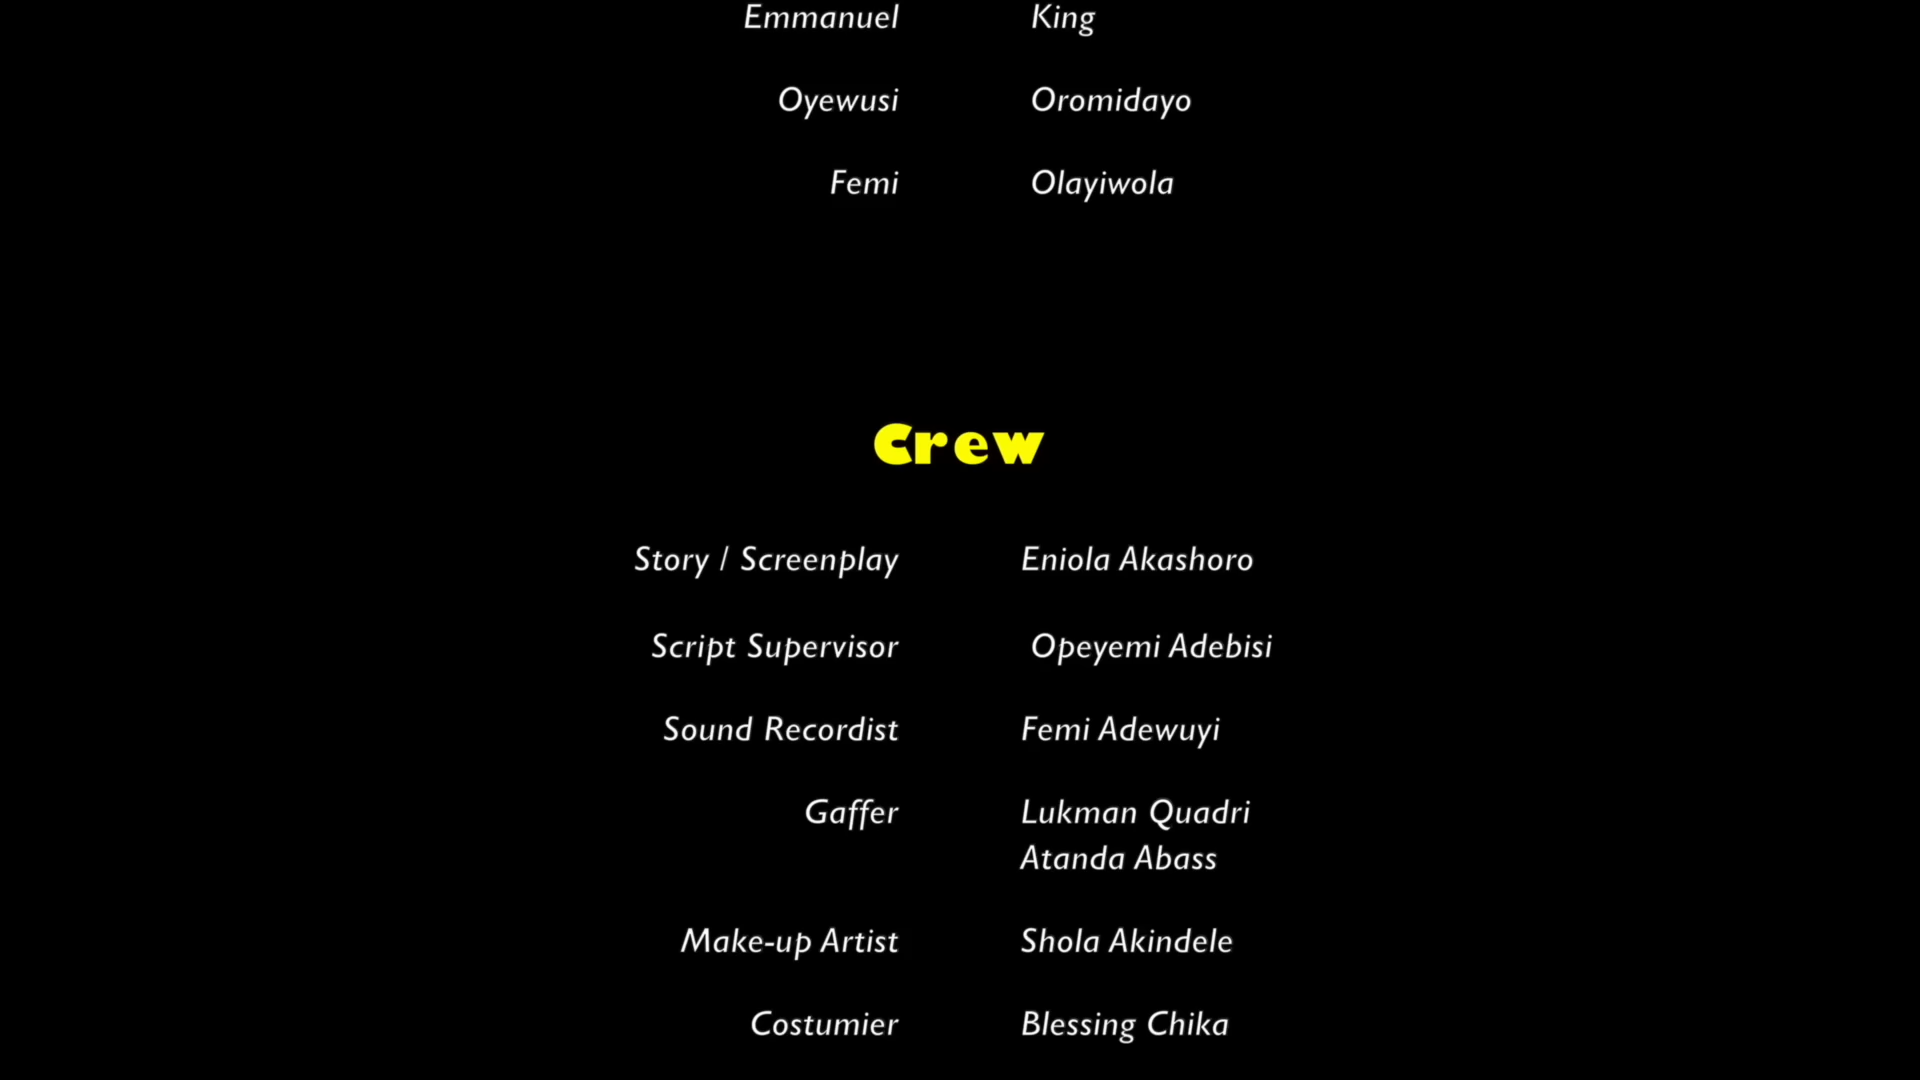 Emmanuel King
Oyewusi Oromidayo
Femi Olayiwola
Crew
Story / Screenplay Eniola Akashoro
Script Supervisor Opeyemi Adebisi
Sound Recordist Femi Adewuyi
Gaffer Lukman Quadri
Atanda Abass
Make-up Artist Shola Akindele
Costumier Blessing Chika